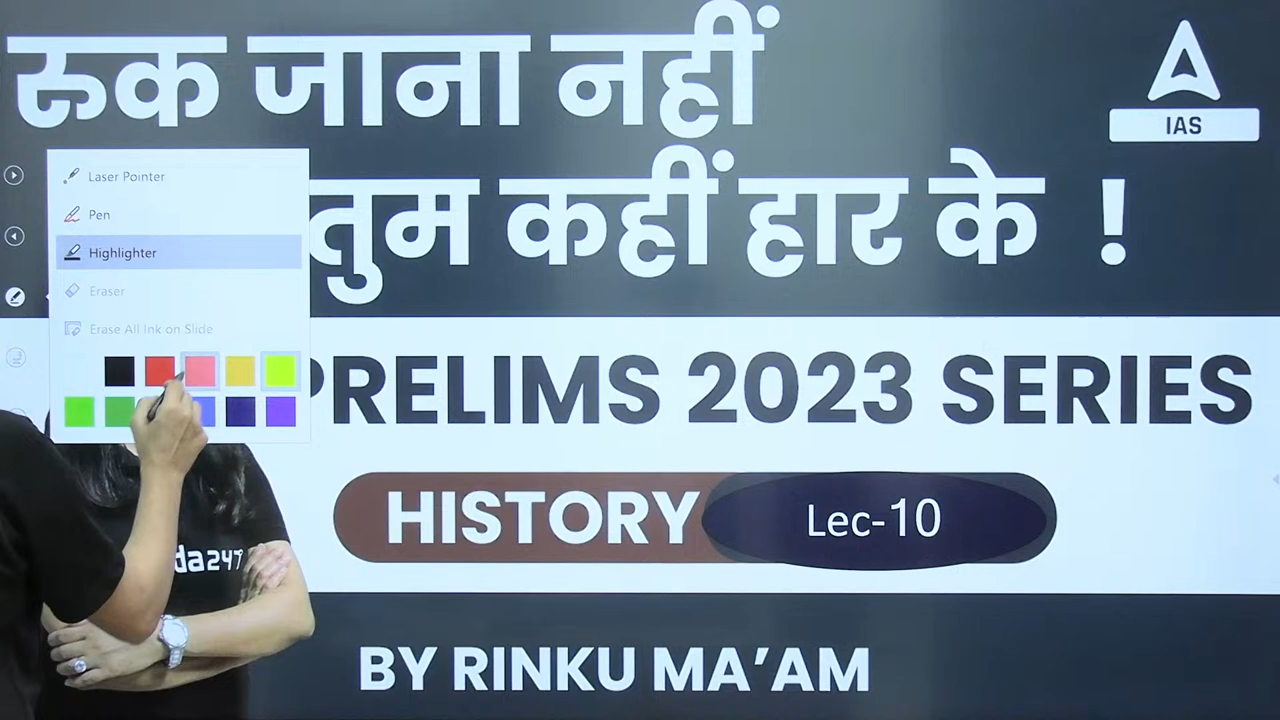 रुक जाना नहीं
IAS
तुम कहीं हार के !
Laser Pointer
Pen
Highlighter
Eraser
Erase All Ink on Slide
PRELIMS 2023 SERIES
HISTORY
Lec-10
da247
BY RINKU MA'AM